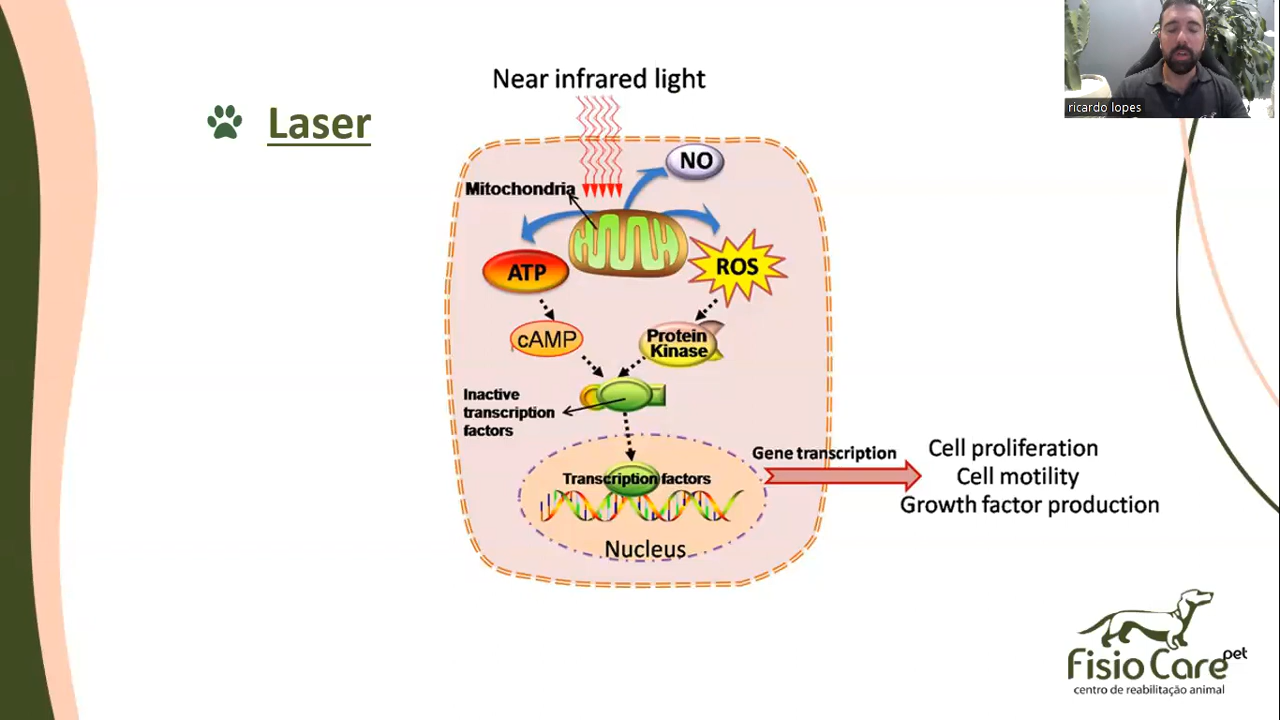 ricardo lopes
Laser
Near infrared light
NO
Mitochondria
ATP
ROS
cAMP
Protein
Kinase
Inactive
transcription
factors
Transcription factors
Nucleus
Gene transcription
Cell proliferation
Cell motility
Growth factor production
Fisio Care pet
centro de reabilitação animal